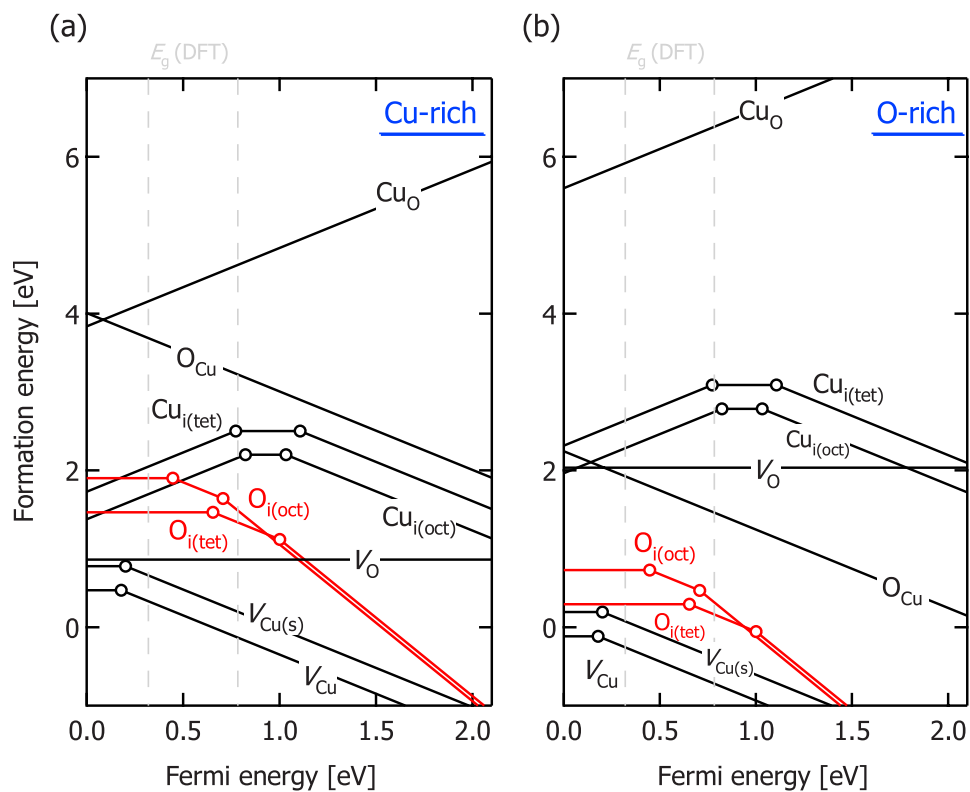 (a)
(b)
Eg (DFT)
Eg (DFT)
Cu-rich
O-rich
CuO
CuO
6
6
Formation energy [eV]
4
4
OCu
Cui(tet)
Cui(tet)
Cui(oct)
2
2
VO
Oi(oct)
Cui(oct)
Oi(tet)
Oi(oct)
VO
OCu
0
0
VCu(s)
Oi(tet)
VCu
VCu
VCu(s)
0.0 0.5 1.0 1.5 2.0
0.0 0.5 1.0 1.5 2.0
Fermi energy [eV]
Fermi energy [eV]